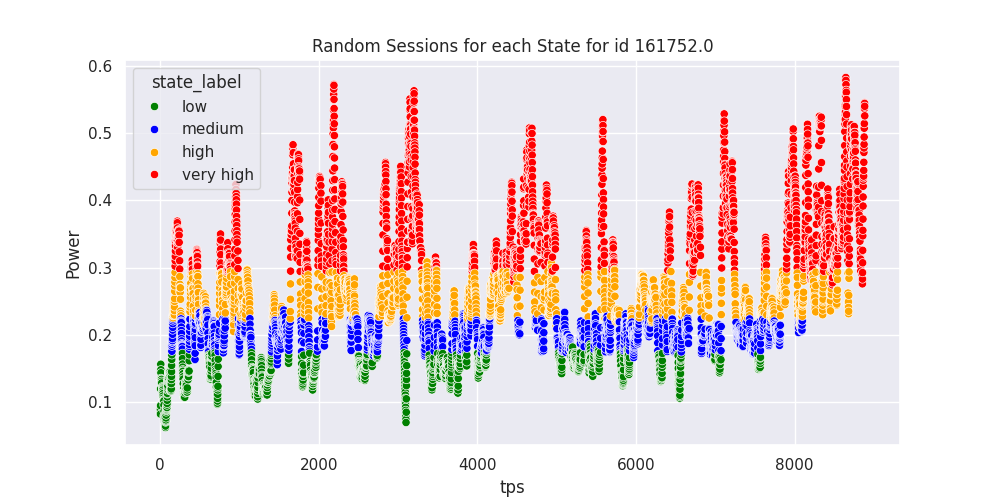 Random Sessions for each State for id 161752.0
0.6
0.5
0.4
0.3
0.2
0.1
Power
state_label
low
medium
high
very high
0 2000 4000 6000 8000
tps